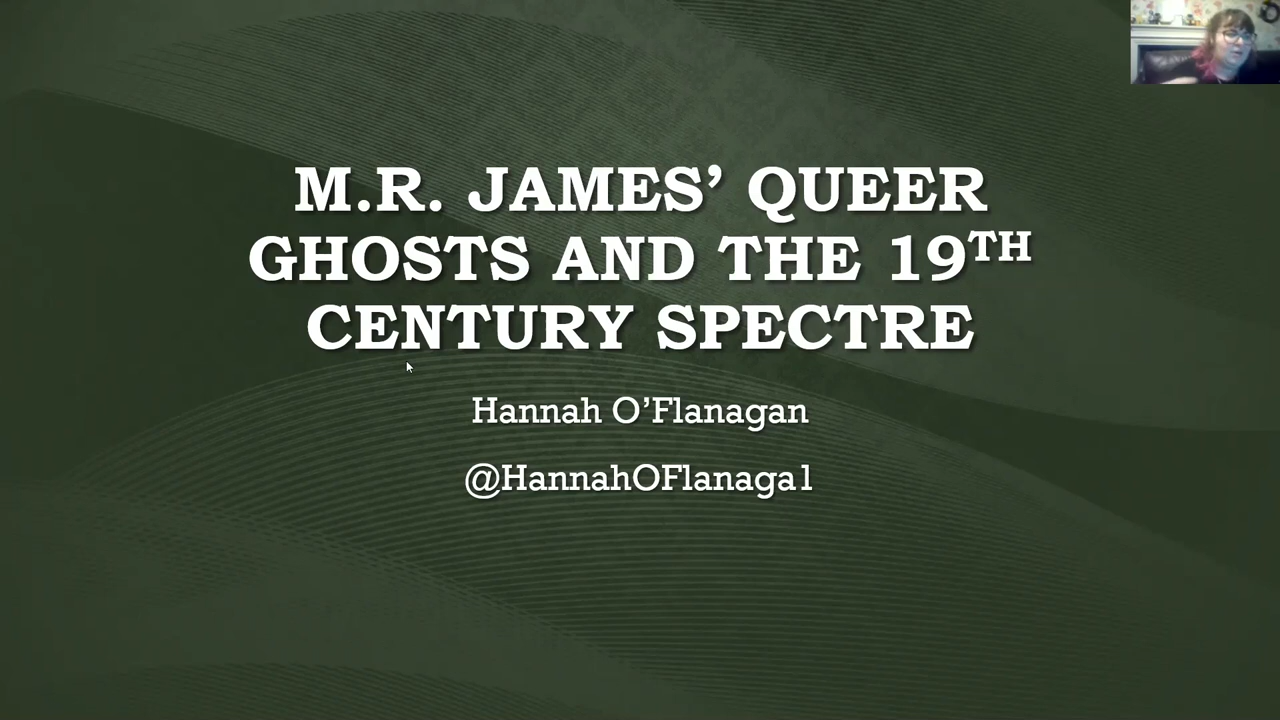 M.R. JAMES’ QUEER
GHOSTS AND THE 19TH
CENTURY SPECTRE
Hannah O’Flanagan
@HannahOFlanaga1